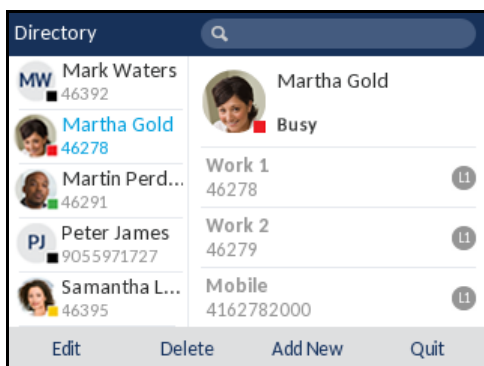 Directory
MW Mark Waters
46392
Martha Gold
46278
Martin Perd...
46291
PJ Peter James
9055971727
Samantha L...
46395
Martha Gold
Busy
Work 1
46278 L1
Work 2
46279 L1
Mobile
4162782000 L1
Edit Delete Add New Quit